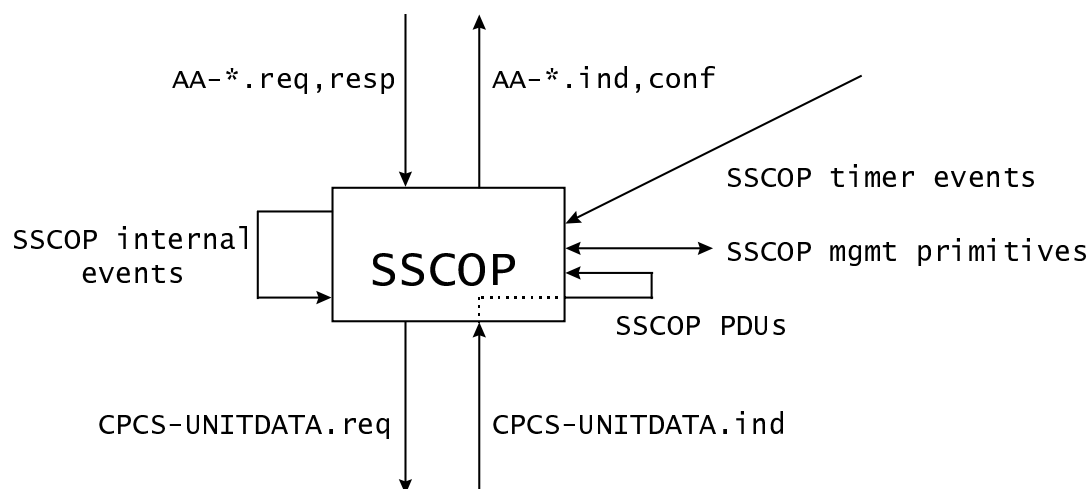 AA-*.req,resp
AA-*.ind,conf
SSCOP timer events
SSCOP internal
events
SSCOP
SSCOP mgmt primitives
SSCOP PDUs
CPCS-UNITDATA.req
CPCS-UNITDATA.ind